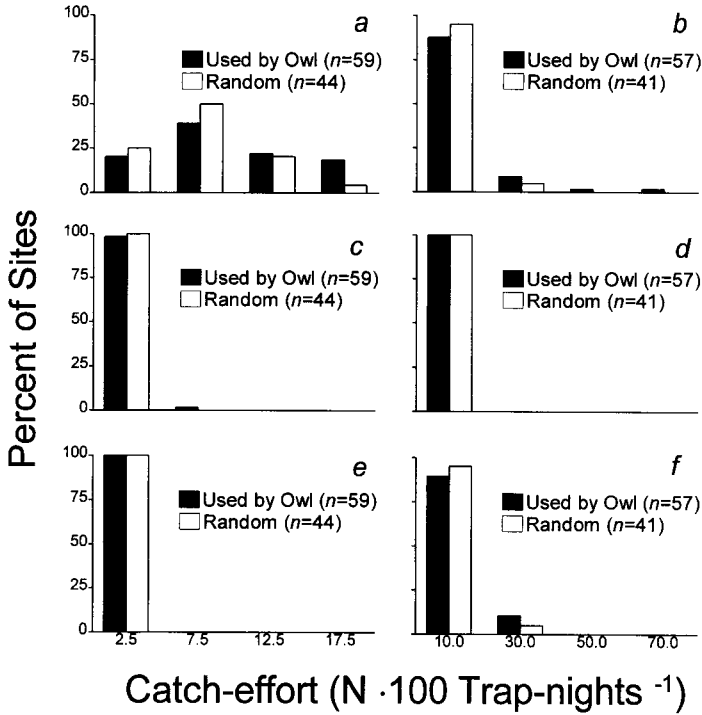 a
100
75
50
25
0
Used by Owl (n=59)
Random (n=44)
b
Used by Owl (n=57)
Random (n=41)
c
100
75
50
25
0
Used by Owl (n=59)
Random (n=44)
d
Used by Owl (n=57)
Random (n=41)
e
100
75
50
25
0
Used by Owl (n=59)
Random (n=44)
2.5 7.5 12.5 17.5
f
Used by Owl (n=57)
Random (n=41)
10.0 30.0 50.0 70.0
Percent of Sites
Catch-effort (N ·100 Trap-nights -1)